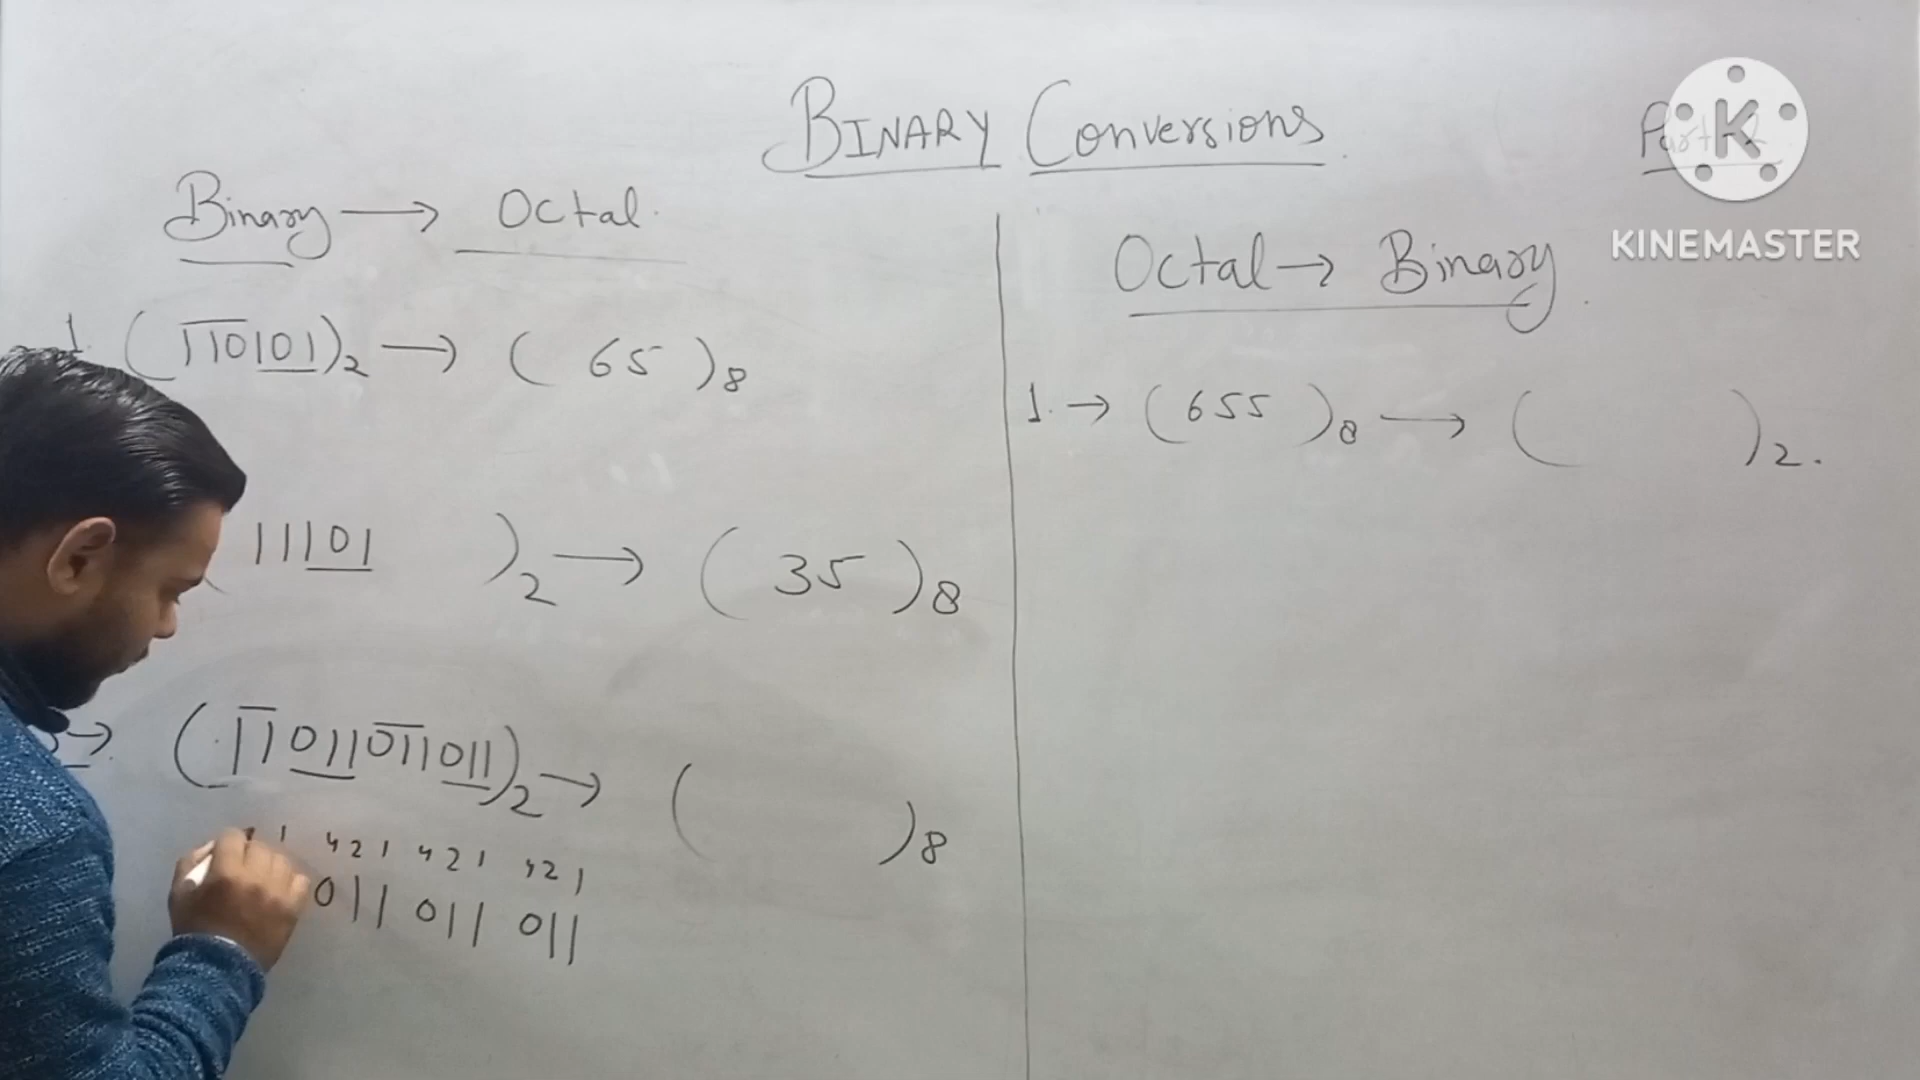 BINARY Conversions
KINEMASTER
Binary → Octal
1. (110101)₂ → (65)₈
11101 )₂ → (35)₈
→ (11011011011)₂ → ( )₈
1 421 421 421
011 011 011
Octal → Binary
1. → (655)₈ → ( )₂.